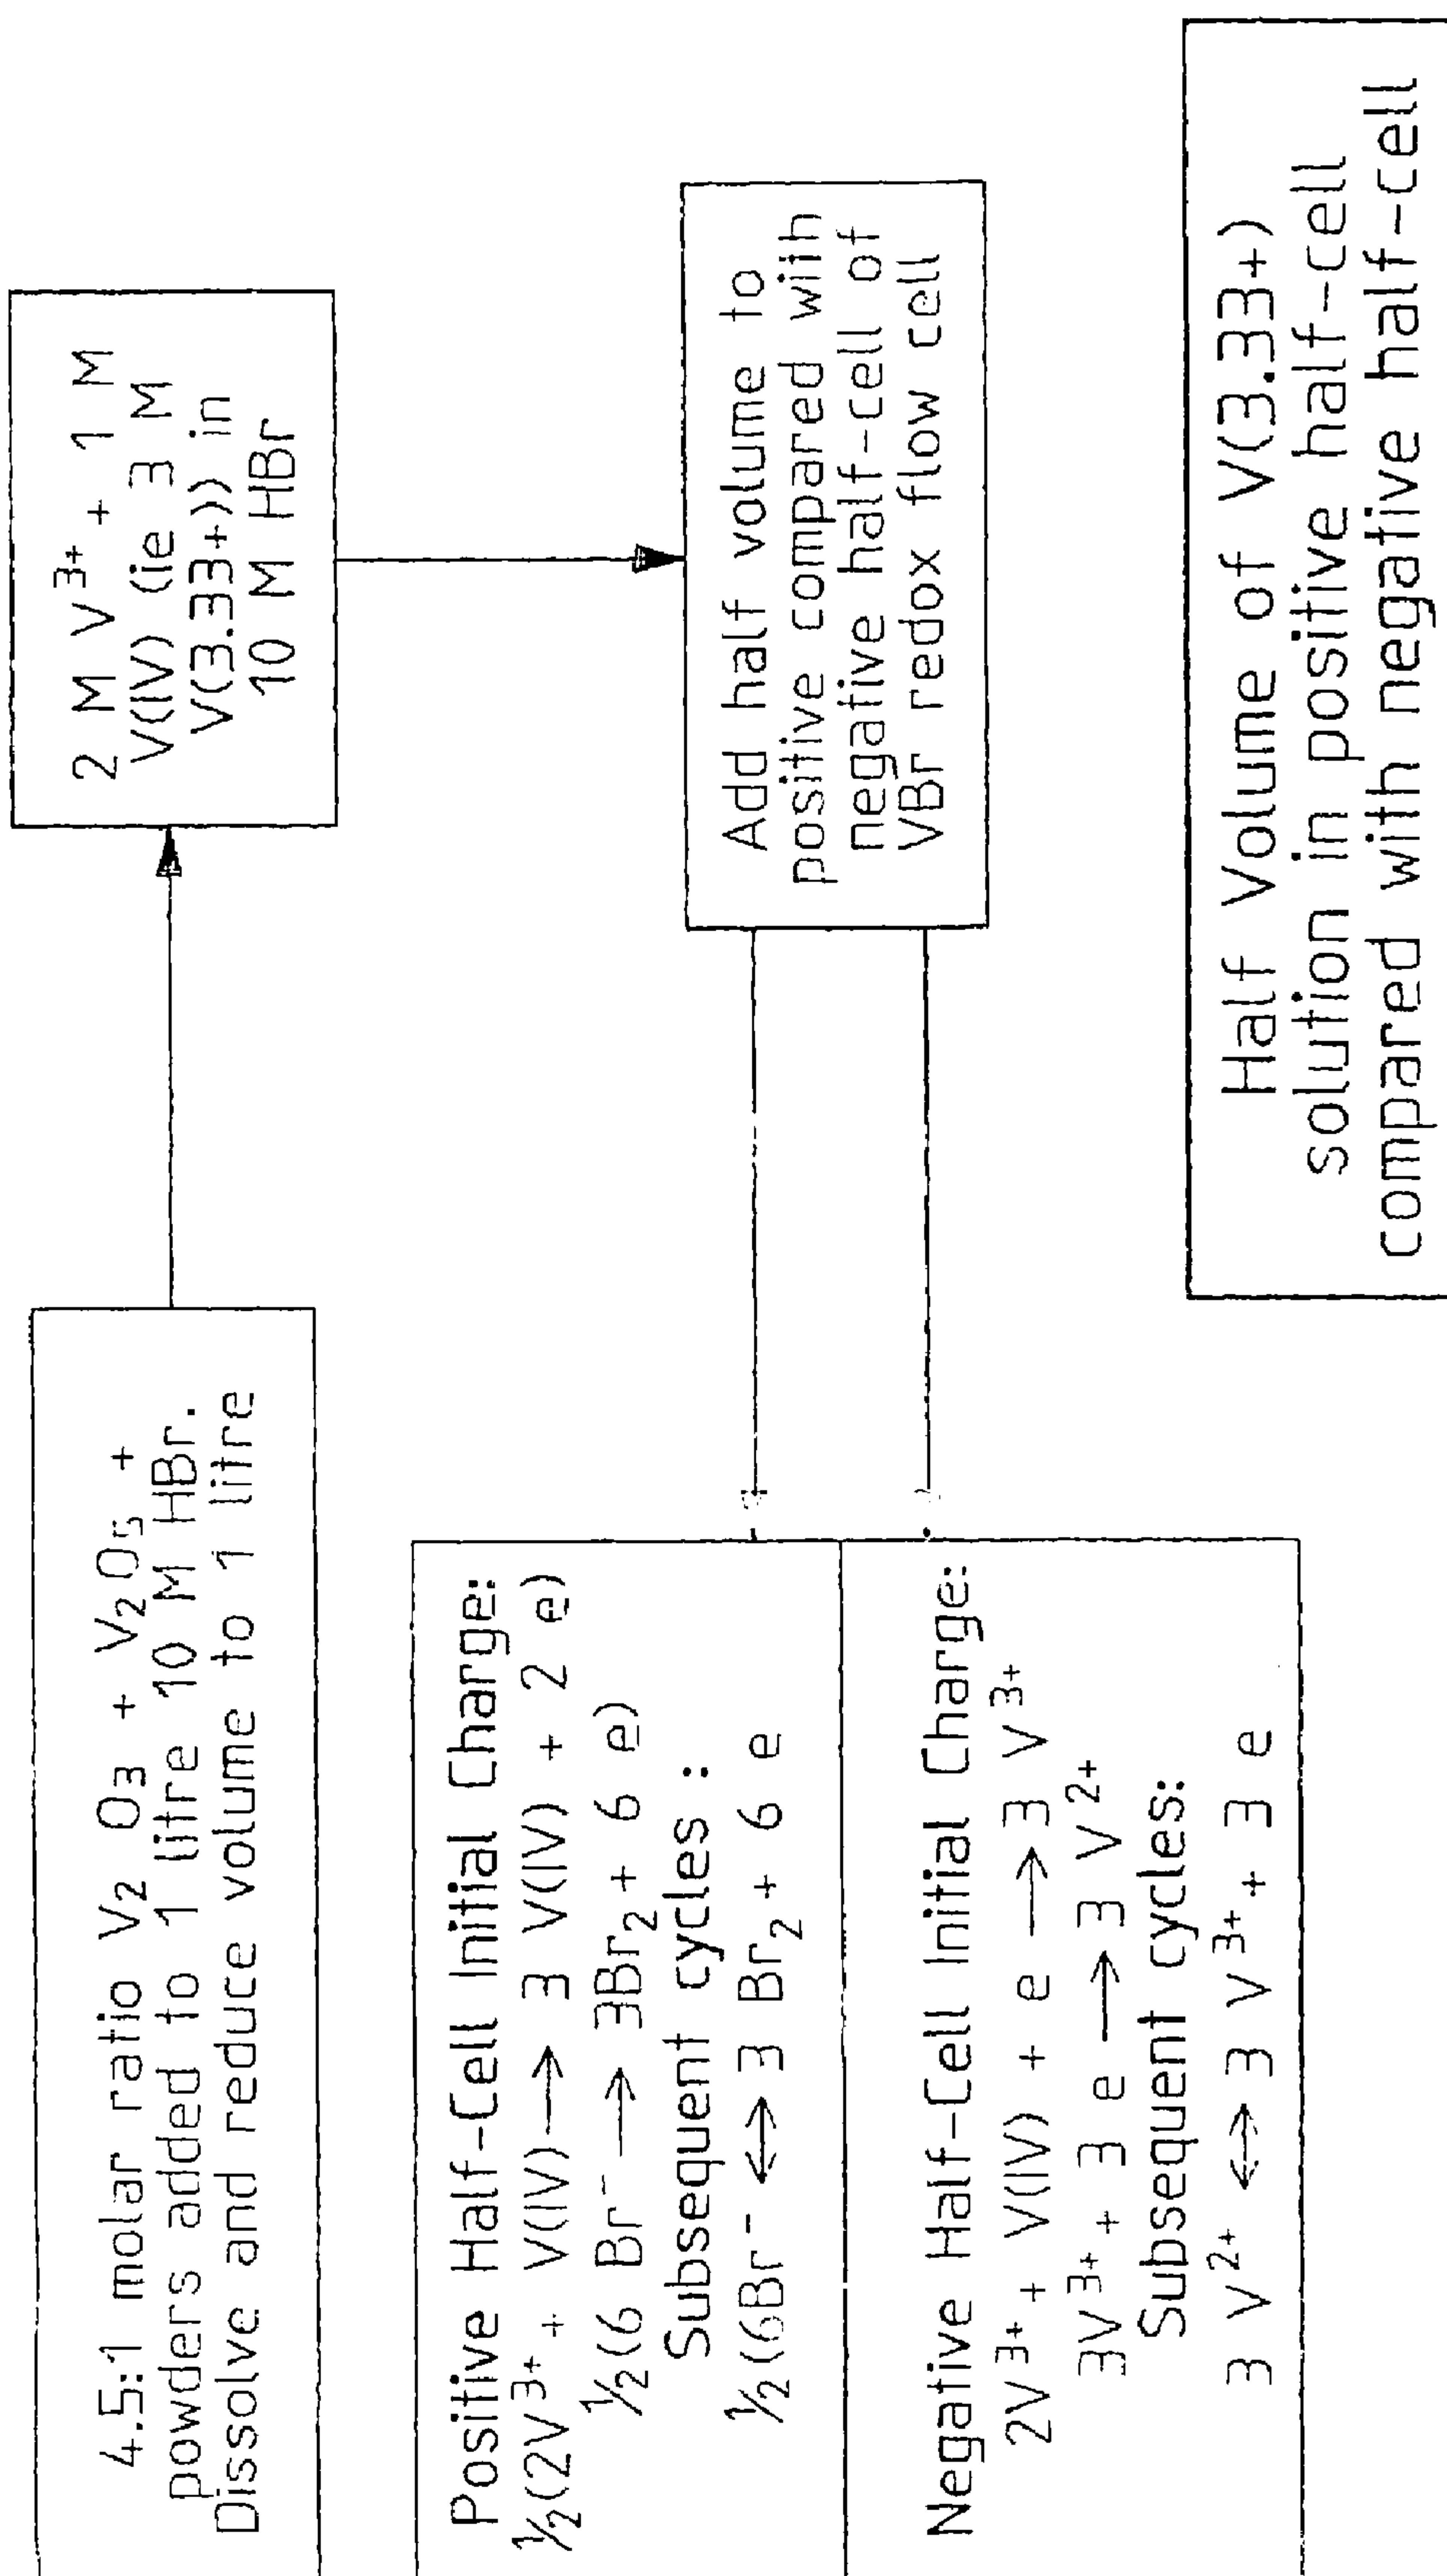 4.5:1 molar ratio V₂ O₃ + V₂O₅ +
powders added to 1 litre 10 M HBr.
Dissolve and reduce volume to 1 litre
2 M V³⁺ + 1 M
V(IV) (ie 3 M
V(3.33+)) in
10 M HBr
Add half volume to
positive compared with
negative half-cell of
VBr redox flow cell
Positive Half-Cell Initial Charge:
½(2V³⁺ + V(IV) → 3 V(IV) + 2 e)
½(6 Br⁻ → 3Br₂ + 6 e)
Subsequent cycles :
½(6Br⁻ ↔ 3 Br₂ + 6 e
Negative Half-Cell Initial Charge:
2V³⁺ + V(IV) + e → 3 V³⁺
3V³⁺ + 3 e → 3 V²⁺
Subsequent cycles:
3 V²⁺ ↔ 3 V³⁺ + 3 e
Half Volume of V(3.33+)
solution in positive half-cell
compared with negative half-cell